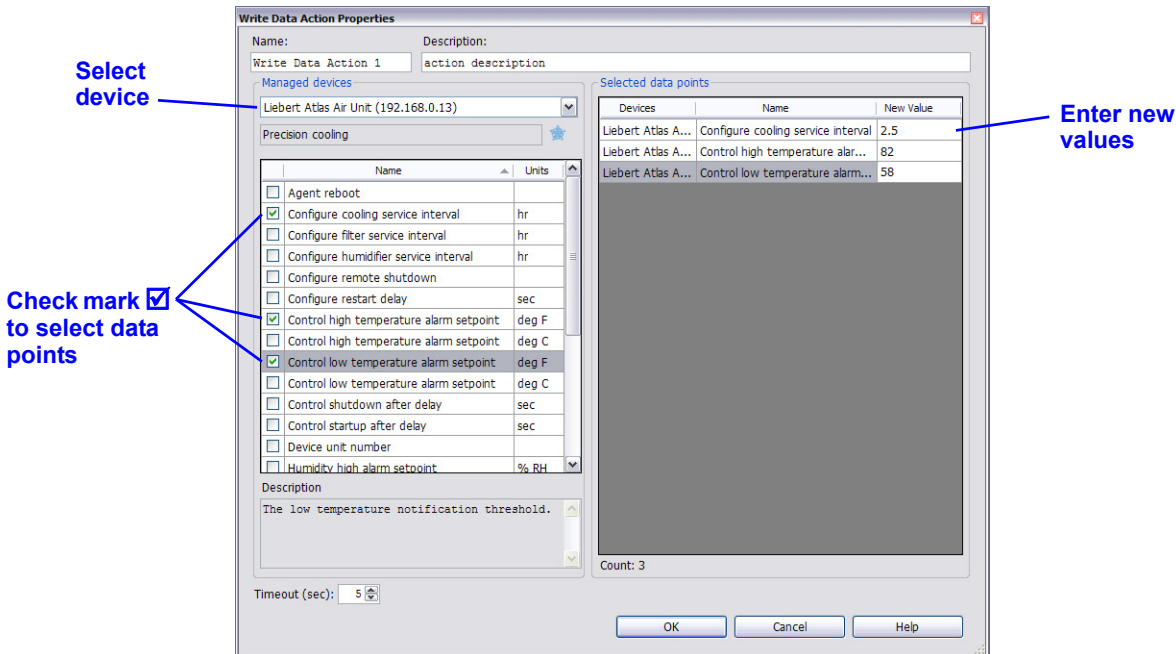 Write Data Action Properties
Name:
Description:
Write Data Action 1
action description
Select
device
Managed devices
Liebert Atlas Air Unit (192.168.0.13)
Precision cooling
Name Units
Agent reboot
Configure cooling service interval hr
Configure filter service interval hr
Configure humidifier service interval hr
Configure remote shutdown
Configure restart delay sec
Control high temperature alarm setpoint deg F
Control high temperature alarm setpoint deg C
Control low temperature alarm setpoint deg F
Control low temperature alarm setpoint deg C
Control shutdown after delay sec
Control startup after delay sec
Device unit number
Humidity high alarm setpoint % RH
Check mark ☑
to select data
points
Description
The low temperature notification threshold.
Timeout (sec): 5
Selected data points
Devices Name New Value
Liebert Atlas A... Configure cooling service interval 2.5
Liebert Atlas A... Control high temperature alar... 82
Liebert Atlas A... Control low temperature alarm... 58
Enter new
values
Count: 3
OK Cancel Help